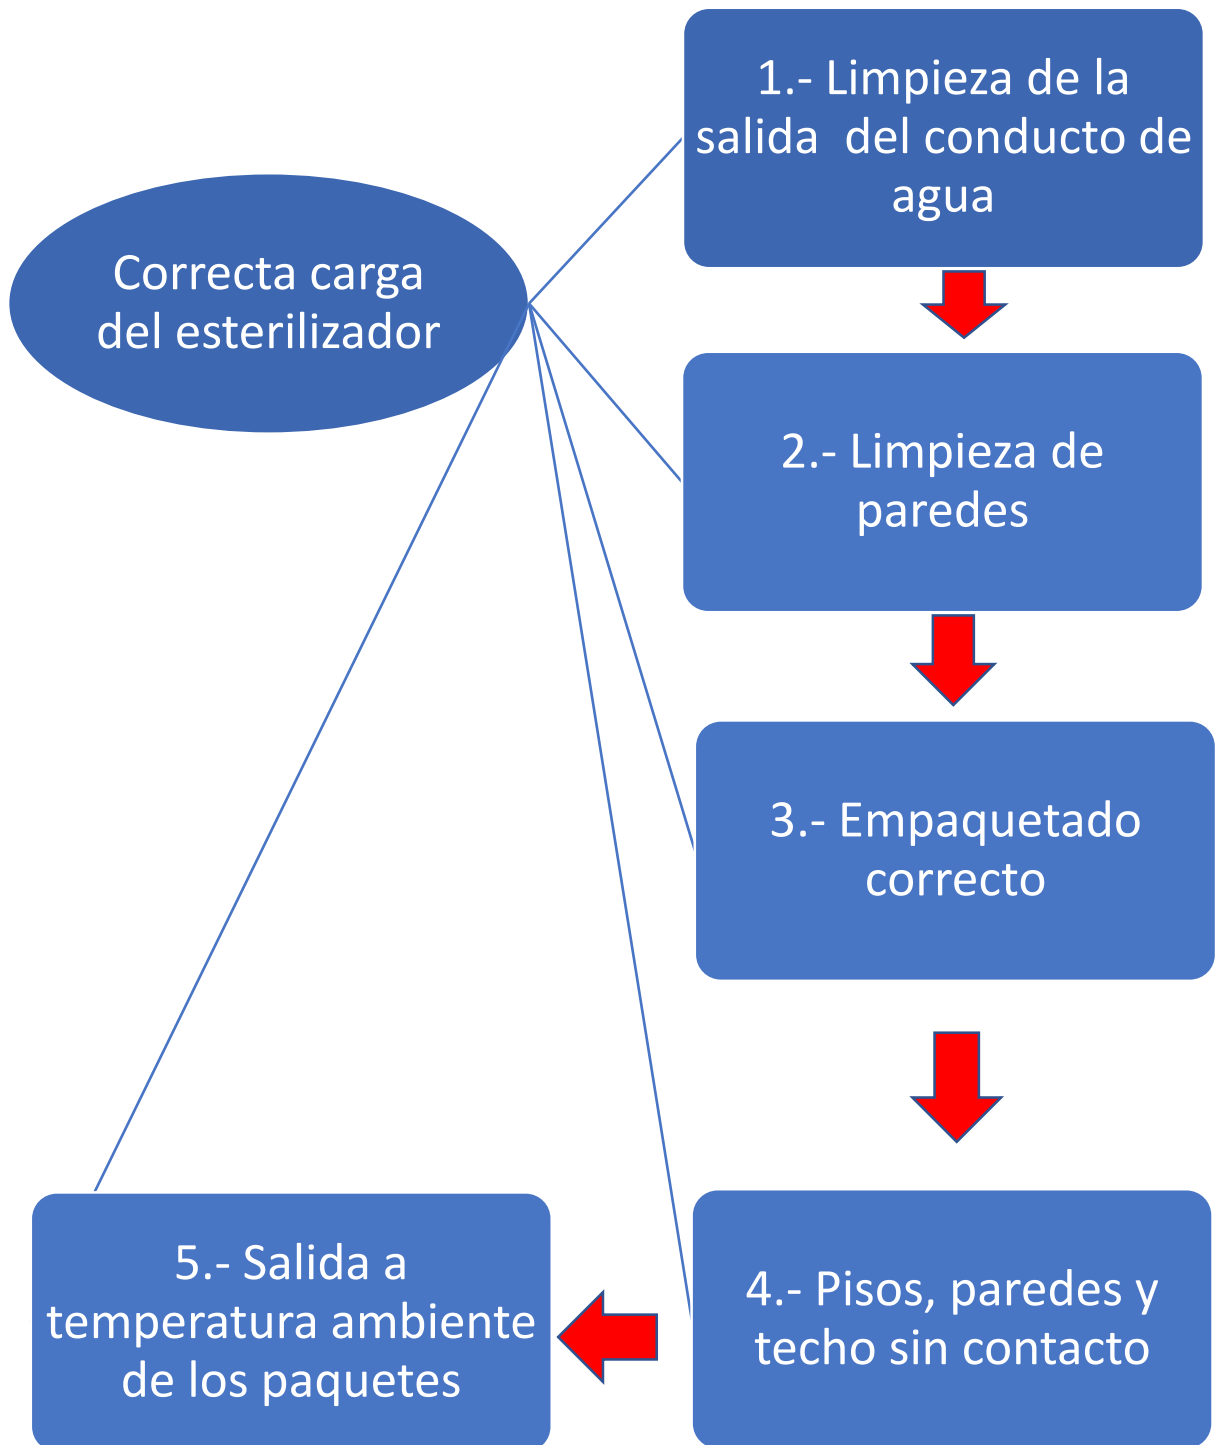 Correcta carga
del esterilizador
1.- Limpieza de la
salida  del conducto de
agua
2.- Limpieza de
paredes
3.- Empaquetado
correcto
4.- Pisos, paredes y
techo sin contacto
5.- Salida a
temperatura ambiente
de los paquetes